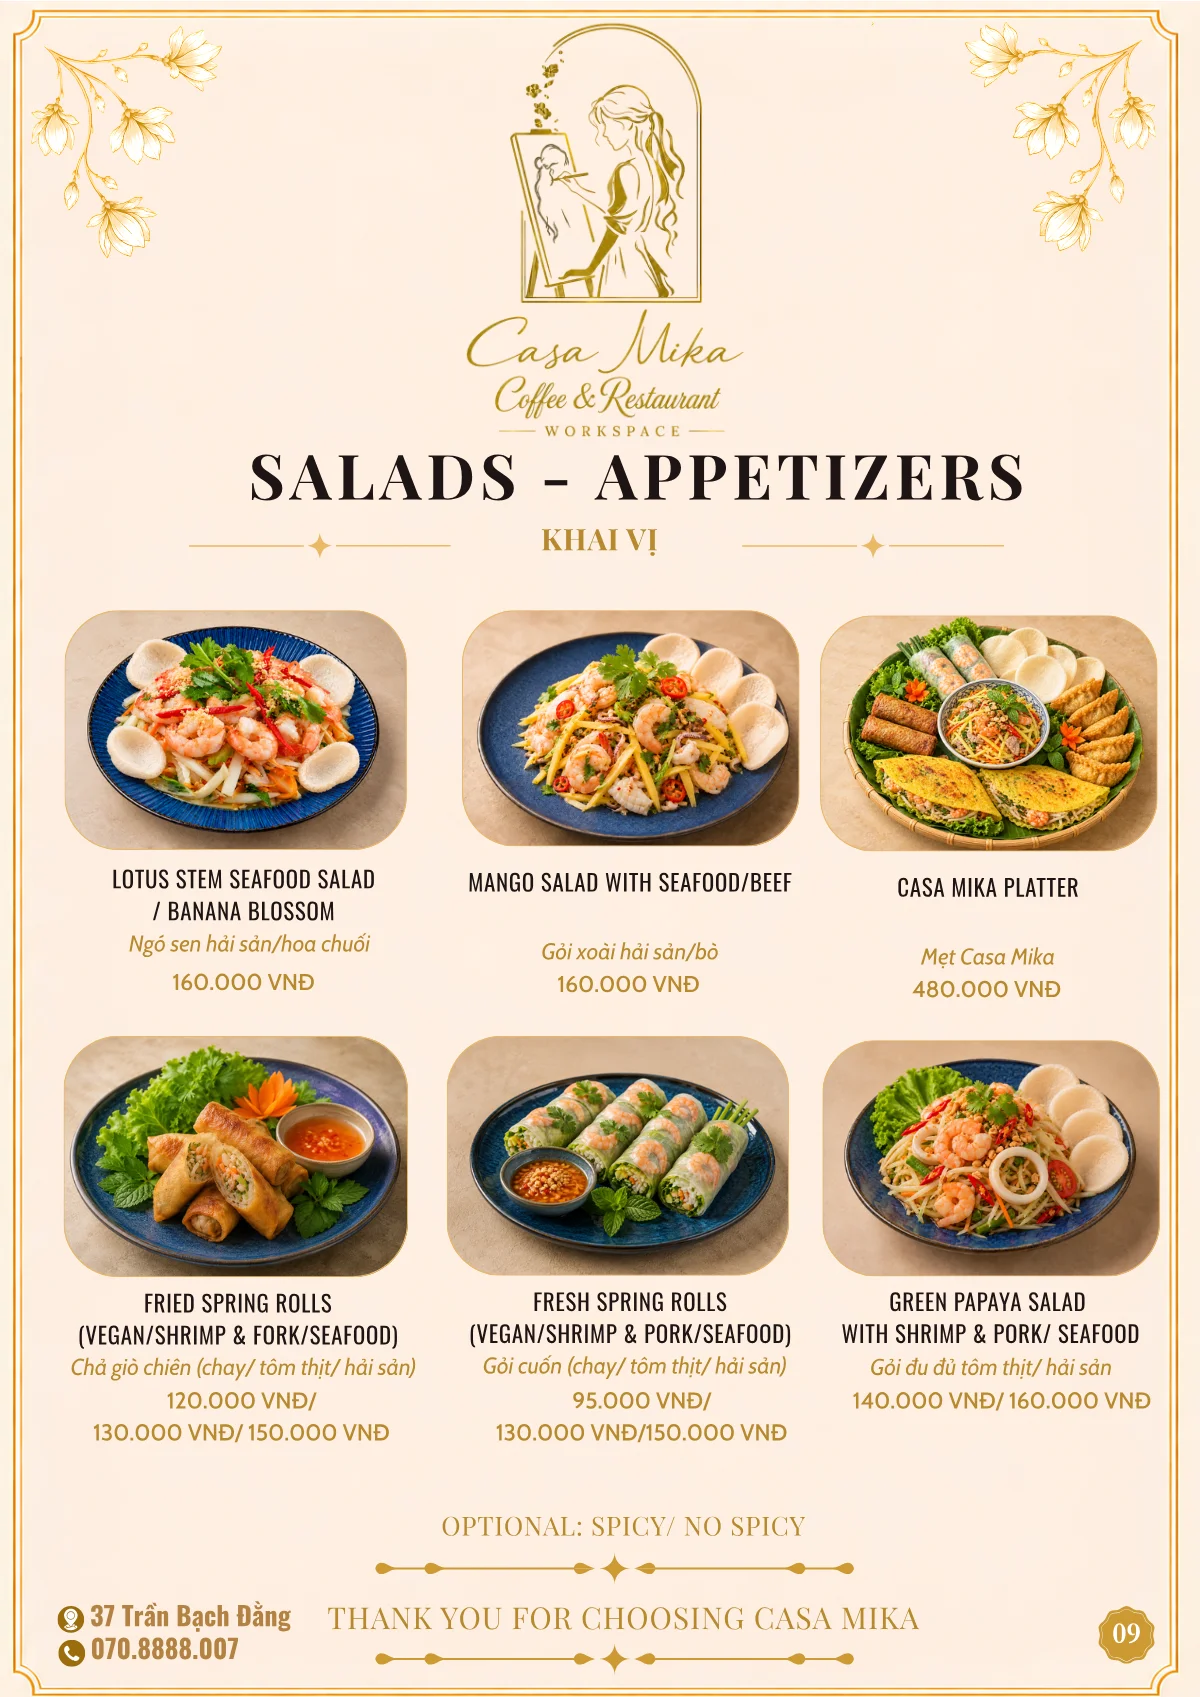 Casa Mika
Coffee & Restaurant
WORKSPACE
SALADS - APPETIZERS
KHAI VỊ
LOTUS STEM SEAFOOD SALAD
/ BANANA BLOSSOM
Ngó sen hải sản/hoa chuối
160.000 VNĐ
MANGO SALAD WITH SEAFOOD/BEEF
Gỏi xoài hải sản/bò
160.000 VNĐ
CASA MIKA PLATTER
Mẹt Casa Mika
480.000 VNĐ
FRIED SPRING ROLLS
(VEGAN/SHRIMP & FORK/SEAFOOD)
Chả giò chiên (chay/ tôm thịt/ hải sản)
120.000 VNĐ/
130.000 VNĐ/ 150.000 VNĐ
FRESH SPRING ROLLS
(VEGAN/SHRIMP & PORK/SEAFOOD)
Gỏi cuốn (chay/ tôm thịt/ hải sản)
95.000 VNĐ/
130.000 VNĐ/150.000 VNĐ
GREEN PAPAYA SALAD
WITH SHRIMP & PORK/ SEAFOOD
Gỏi đu đủ tôm thịt/ hải sản
140.000 VNĐ/ 160.000 VNĐ
OPTIONAL: SPICY/ NO SPICY
37 Trần Bạch Đằng
070.8888.007
THANK YOU FOR CHOOSING CASA MIKA
09